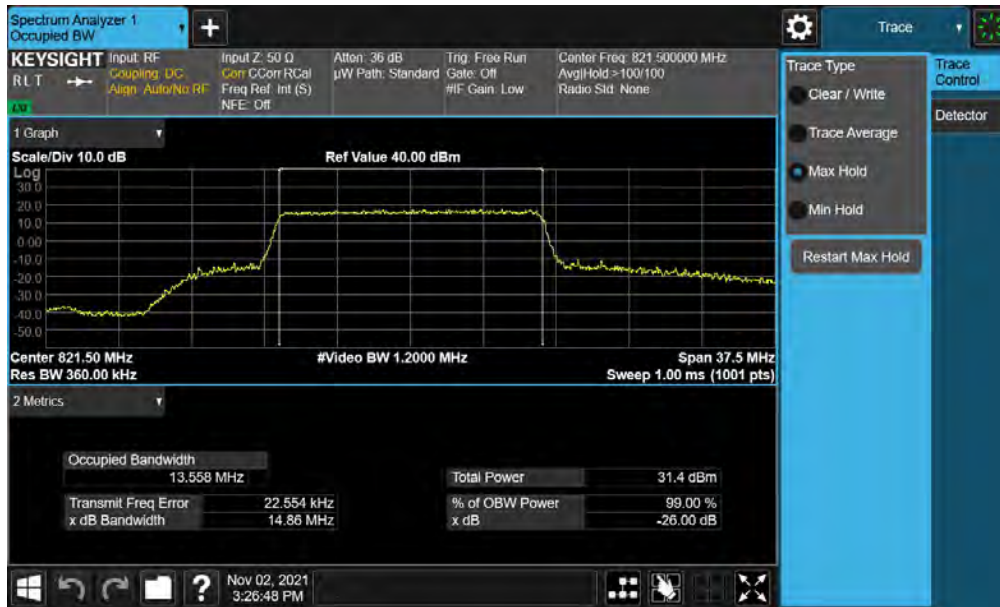 Spectrum Analyzer 1
Occupied BW
+
Trace
KEYSIGHT
RLT
LXI
Input: RF
Coupling: DC
Align: Auto/No RF
Input Z: 50 Ω
Corr CCorr RCal
Freq Ref: Int (S)
NFE: Off
Atten: 36 dB
µW Path: Standard
Trig: Free Run
Gate: Off
#IF Gain: Low
Center Freq: 821.500000 MHz
Avg|Hold:>100/100
Radio Std: None
Trace Type
Clear / Write
Trace Average
Max Hold
Min Hold
Restart Max Hold
Trace
Control
Detector
1 Graph
Scale/Div 10.0 dB
Ref Value 40.00 dBm
Log
30.0
20.0
10.0
0.00
-10.0
-20.0
-30.0
-40.0
-50.0
Center 821.50 MHz
#Video BW 1.2000 MHz
Span 37.5 MHz
Res BW 360.00 kHz
Sweep 1.00 ms (1001 pts)
2 Metrics
Occupied Bandwidth
13.558 MHz
Total Power 31.4 dBm
Transmit Freq Error 22.554 kHz
% of OBW Power 99.00 %
x dB Bandwidth 14.86 MHz
x dB -26.00 dB
?
Nov 02, 2021
3:26:48 PM